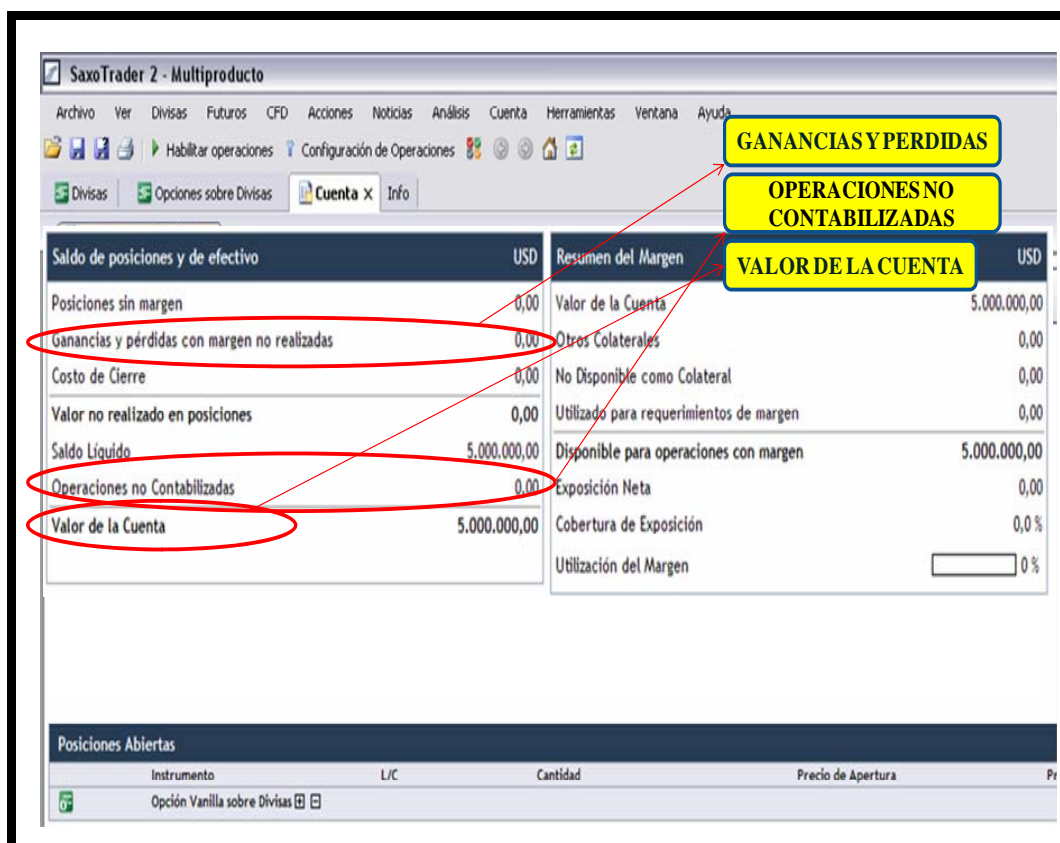 SaxoTrader 2 - Multiproducto
Archivo Ver Divisas Futuros CFD Acciones Noticias Análisis Cuenta Herramientas Ventana Ayuda
Habilitar operaciones Configuración de Operaciones
Divisas Opciones sobre Divisas Cuenta X Info
GANANCIAS Y PERDIDAS
OPERACIONES NO
CONTABILIZADAS
VALOR DE LA CUENTA
Saldo de posiciones y de efectivo USD
Posiciones sin margen 0,00
Ganancias y pérdidas con margen no realizadas 0,00
Costo de Cierre 0,00
Valor no realizado en posiciones 0,00
Saldo Líquido 5.000.000,00
Operaciones no Contabilizadas 0,00
Valor de la Cuenta 5.000.000,00
Resumen del Margen USD
Valor de la Cuenta 5.000.000,00
Otros Colaterales 0,00
No Disponible como Colateral 0,00
Utilizado para requerimientos de margen 0,00
Disponible para operaciones con margen 5.000.000,00
Exposición Neta 0,00
Cobertura de Exposición 0,0 %
Utilización del Margen 0 %
Posiciones Abiertas
Instrumento L/C Cantidad Precio de Apertura Pr
Opción Vanilla sobre Divisas